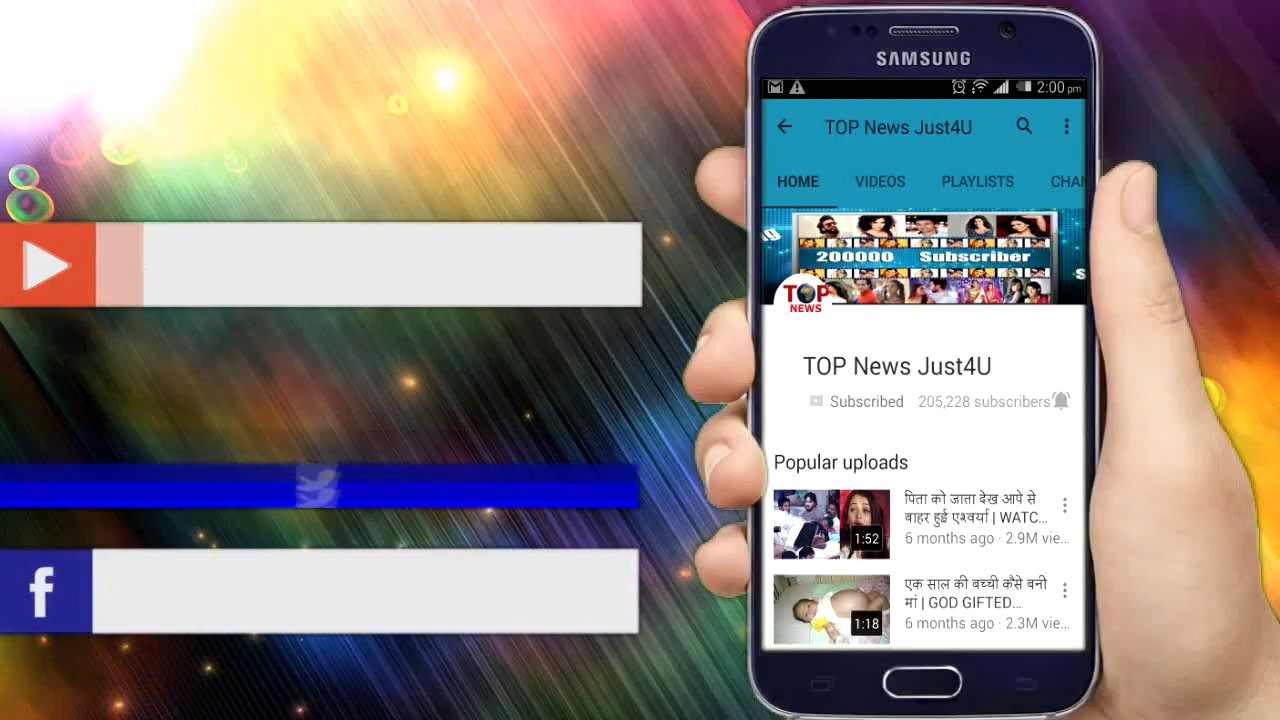 SAMSUNG
2:00 pm
TOP News Just4U
HOME VIDEOS PLAYLISTS CHAN
200000 Subscriber
TOP
NEWS
TOP News Just4U
Subscribed 205,228 subscribers
Popular uploads
पिता को जाता देख आपे से
बाहर हुई एश्वर्या | WATC...
1:52
6 months ago · 2.9M vie...
एक साल की बच्ची कैसे बनी
मां | GOD GIFTED...
1:18
6 months ago · 2.3M vie...